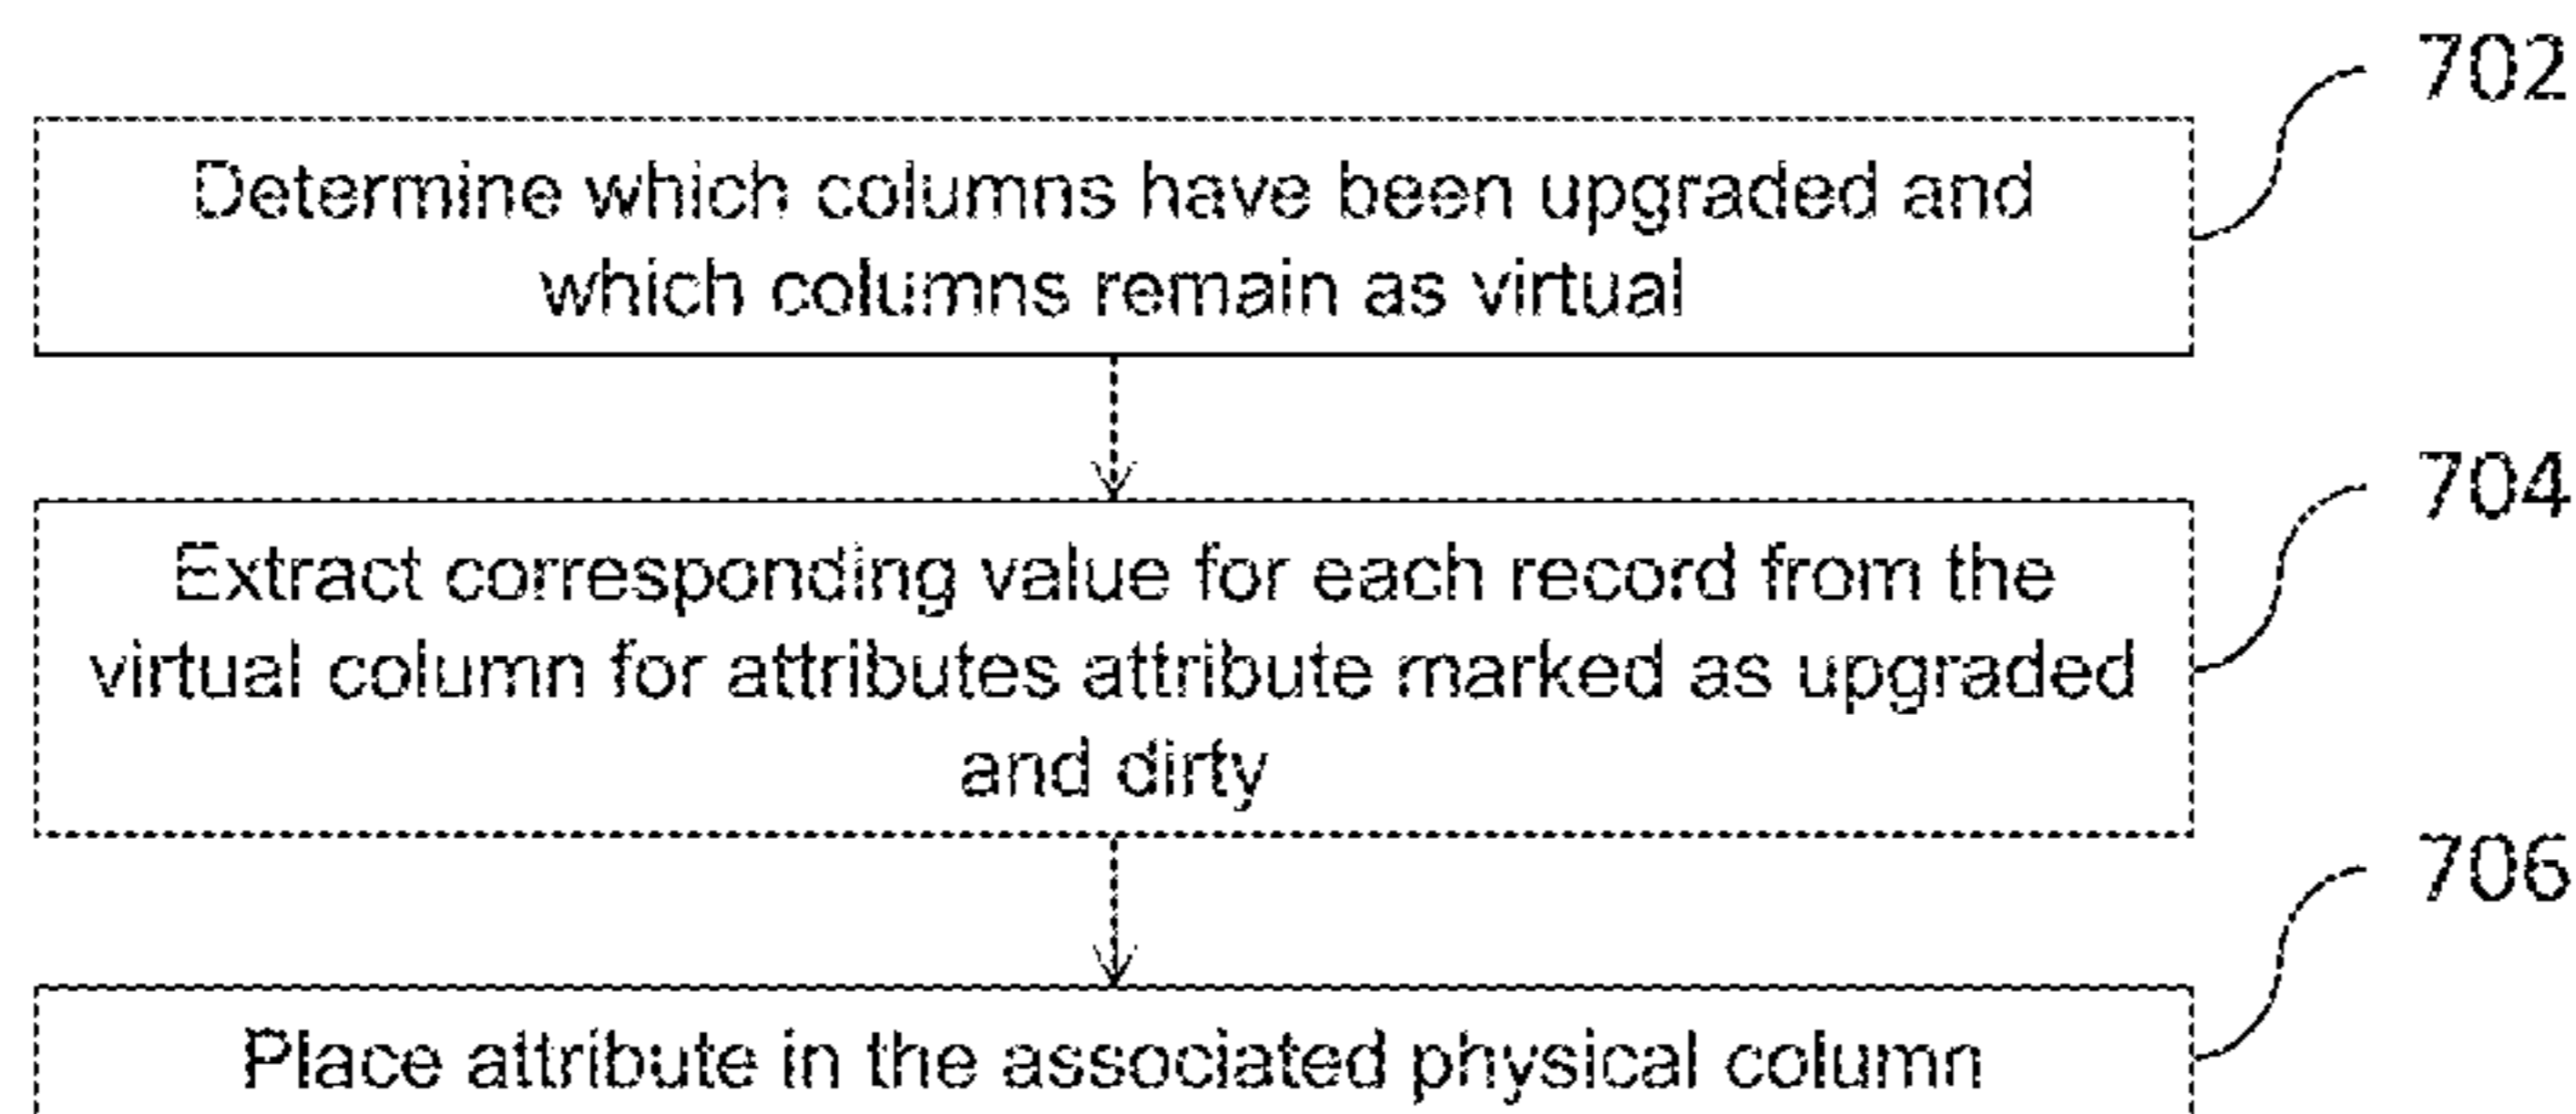 702
Determine which columns have been upgraded and
which columns remain as virtual
704
Extract corresponding value for each record from the
virtual column for attributes attribute marked as upgraded
and dirty
706
Place attribute in the associated physical column